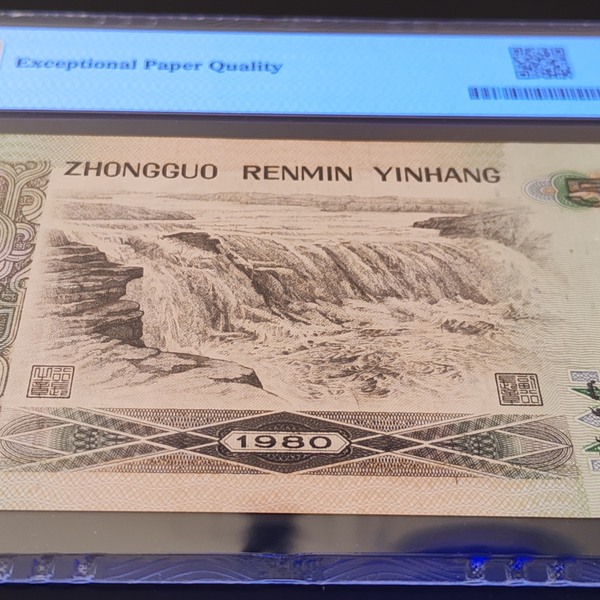 Exceptional Paper Quality
ZHONGGUO RENMIN YINHANG
1980